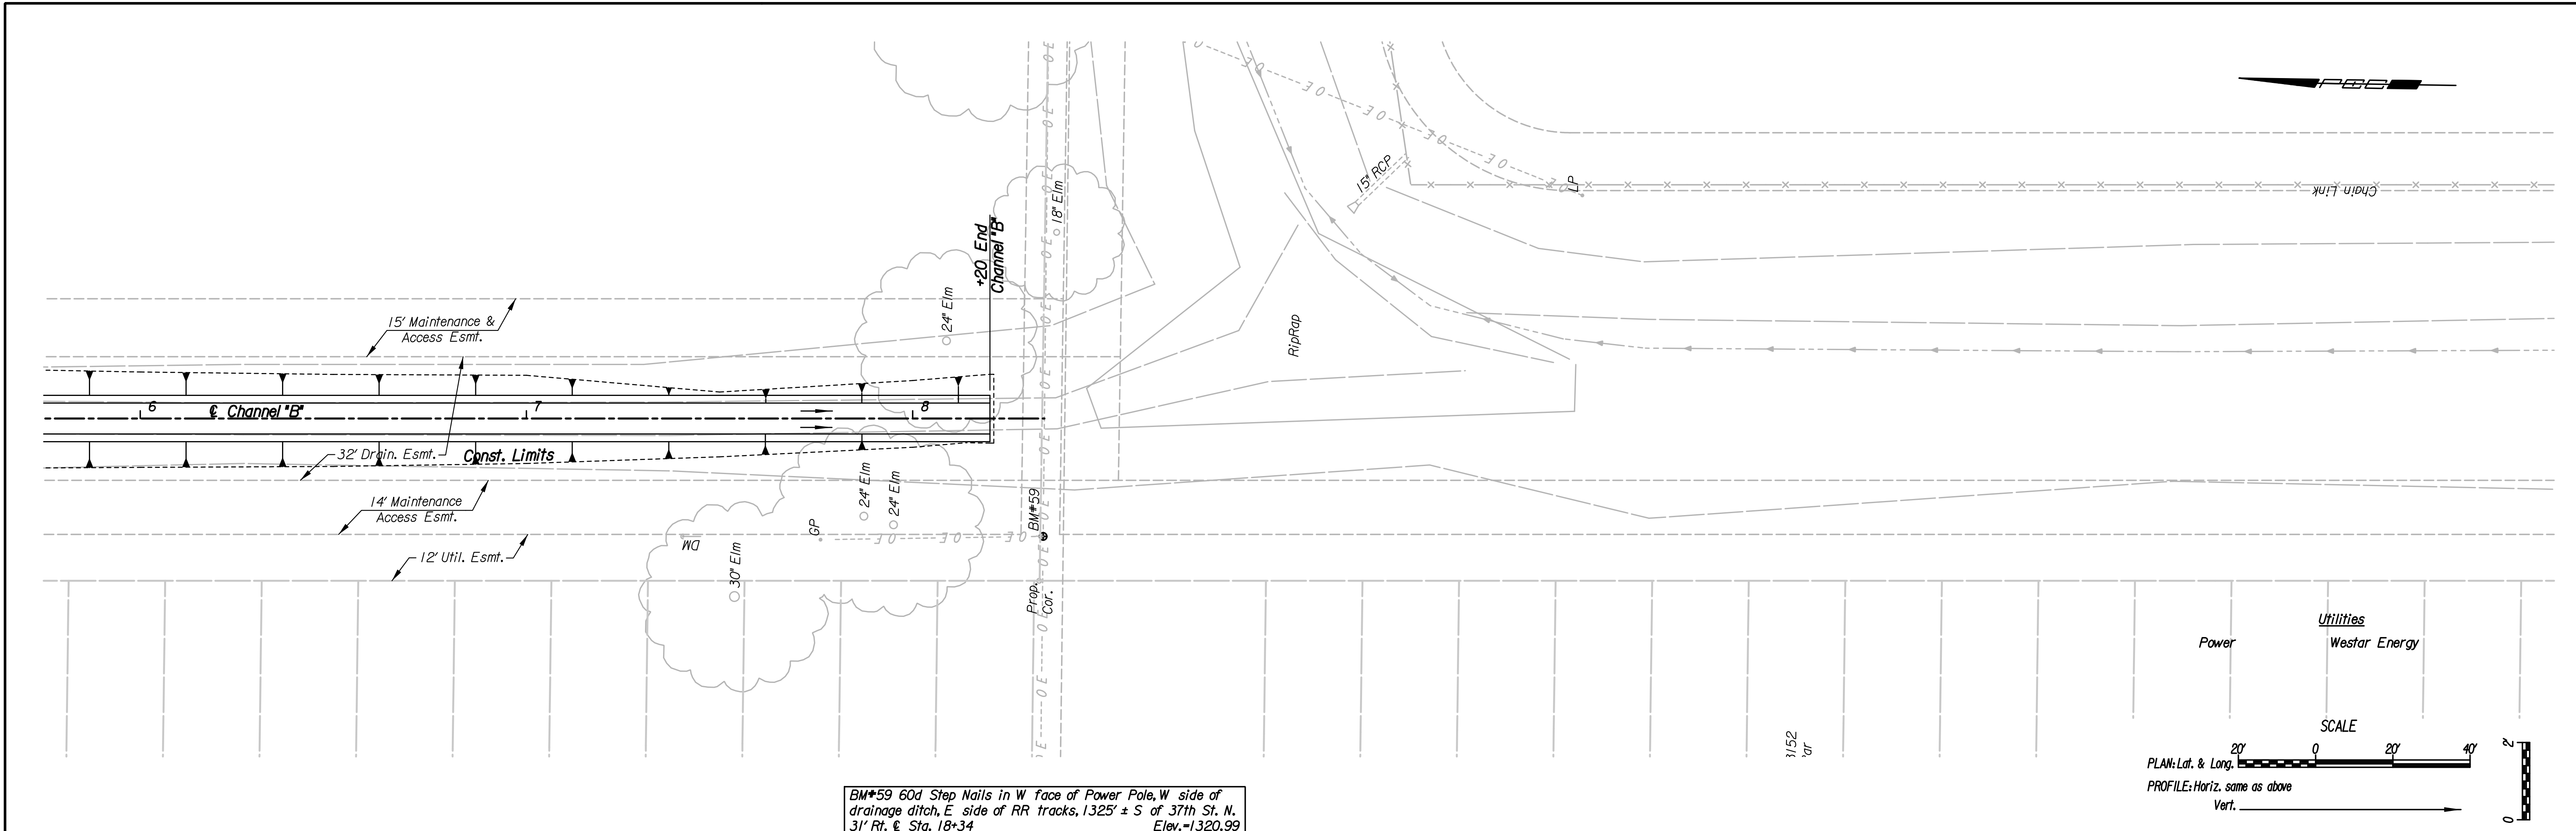 15" RCP
LP
Chain Link
18" Elm
+20 End
Channel "B"
24" Elm
15' Maintenance &
Access Esmt.
RipRap
6
℄ Channel "B"
7
8
32' Drain. Esmt.
Const. Limits
14' Maintenance
Access Esmt.
24" Elm
24" Elm
BM#59
GP
DM
OE OE OE
12' Util. Esmt.
30" Elm
Prop.
Cor.
Utilities
Power Westar Energy
SCALE
20' 0 20' 40'
PLAN: Lat. & Long.
PROFILE: Horiz. same as above
Vert.
2'
0
BM#59 60d Step Nails in W face of Power Pole, W side of
drainage ditch, E side of RR tracks, 1325' ± S of 37th St. N.
31' Rt. ℄ Sta. 18+34 Elev.=1320.99